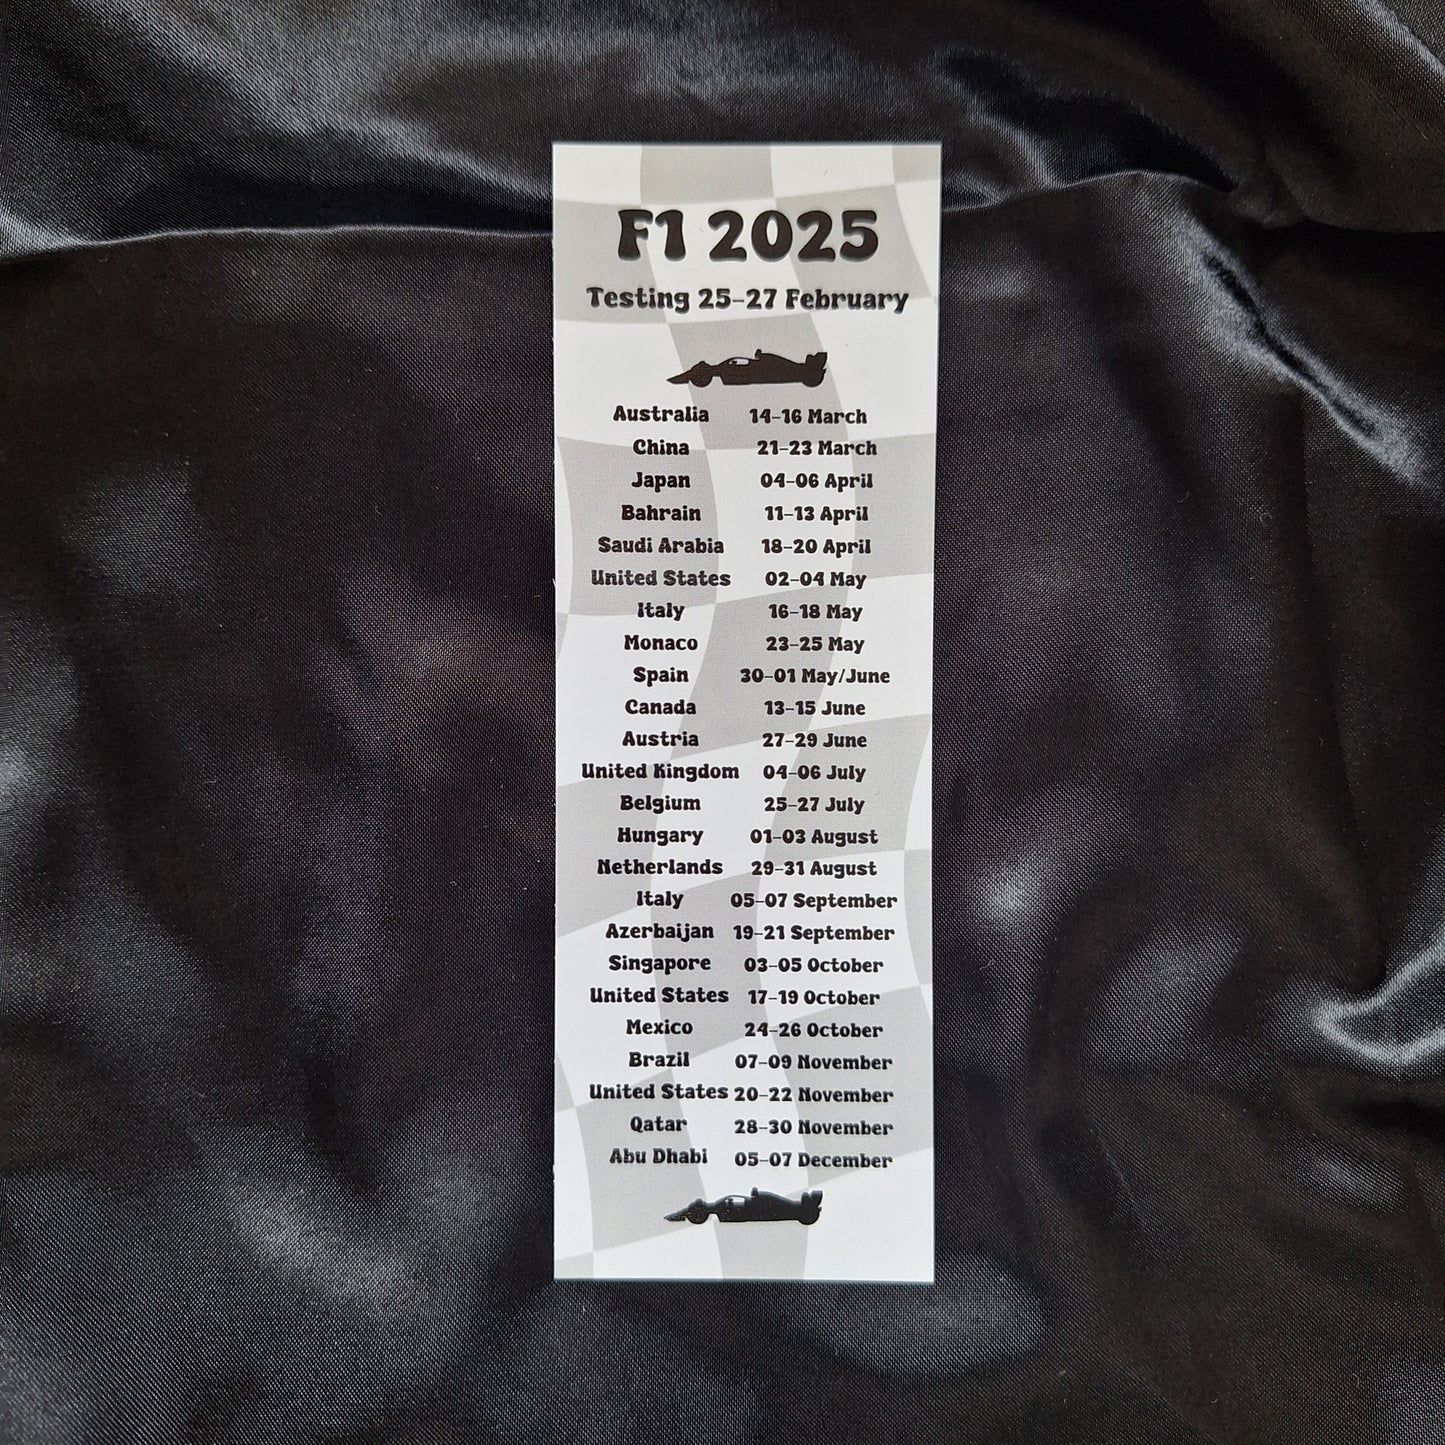 F1 2025
Testing 25-27 February
Australia 14-16 March
China 21-23 March
Japan 04-06 April
Bahrain 11-13 April
Saudi Arabia 18-20 April
United States 02-04 May
Italy 16-18 May
Monaco 23-25 May
Spain 30-01 May/June
Canada 13-15 June
Austria 27-29 June
United Kingdom 04-06 July
Belgium 25-27 July
Hungary 01-03 August
Netherlands 29-31 August
Italy 05-07 September
Azerbaijan 19-21 September
Singapore 03-05 October
United States 17-19 October
Mexico 24-26 October
Brazil 07-09 November
United States 20-22 November
Qatar 28-30 November
Abu Dhabi 05-07 December